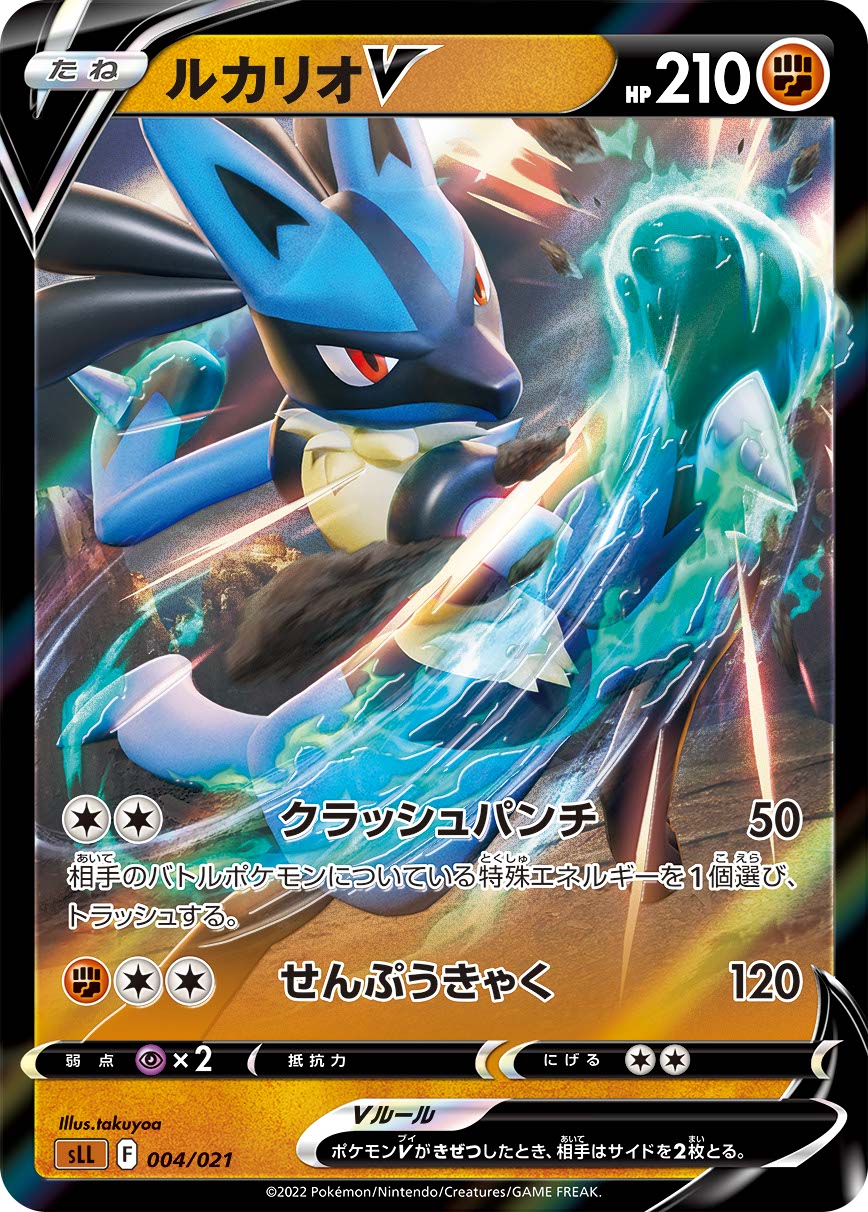 たね ルカリオV HP 210
クラッシュパンチ 50
相手のバトルポケモンについている特殊エネルギーを1個選び、
トラッシュする。
せんぷうきゃく 120
弱点 ×2 抵抗力 にげる
Illus.takuyoa
Vルール
ポケモンVがきぜつしたとき、相手はサイドを2枚とる。
sLL F 004/021
©2022 Pokémon/Nintendo/Creatures/GAME FREAK.